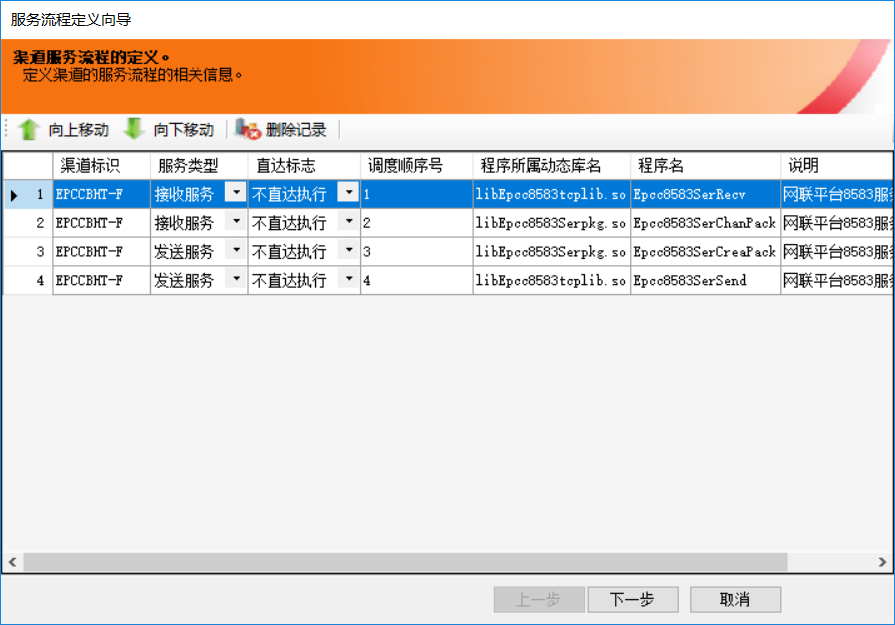 服务流程定义向导
渠道服务流程的定义。
定义渠道的服务流程的相关信息。
向上移动 向下移动 删除记录
渠道标识 服务类型 直达标志 调度顺序号 程序所属动态库名 程序名 说明
1 EPCCBHT-F 接收服务 不直达执行 1 libEpcc8583tcplib.so Epcc8583SerRecv 网联平台8583服
2 EPCCBHT-F 接收服务 不直达执行 2 libEpcc8583Serpkg.so Epcc8583SerChanPack 网联平台8583服
3 EPCCBHT-F 发送服务 不直达执行 3 libEpcc8583Serpkg.so Epcc8583SerCreaPack 网联平台8583服
4 EPCCBHT-F 发送服务 不直达执行 4 libEpcc8583tcplib.so Epcc8583SerSend 网联平台8583服
上一步 下一步 取消